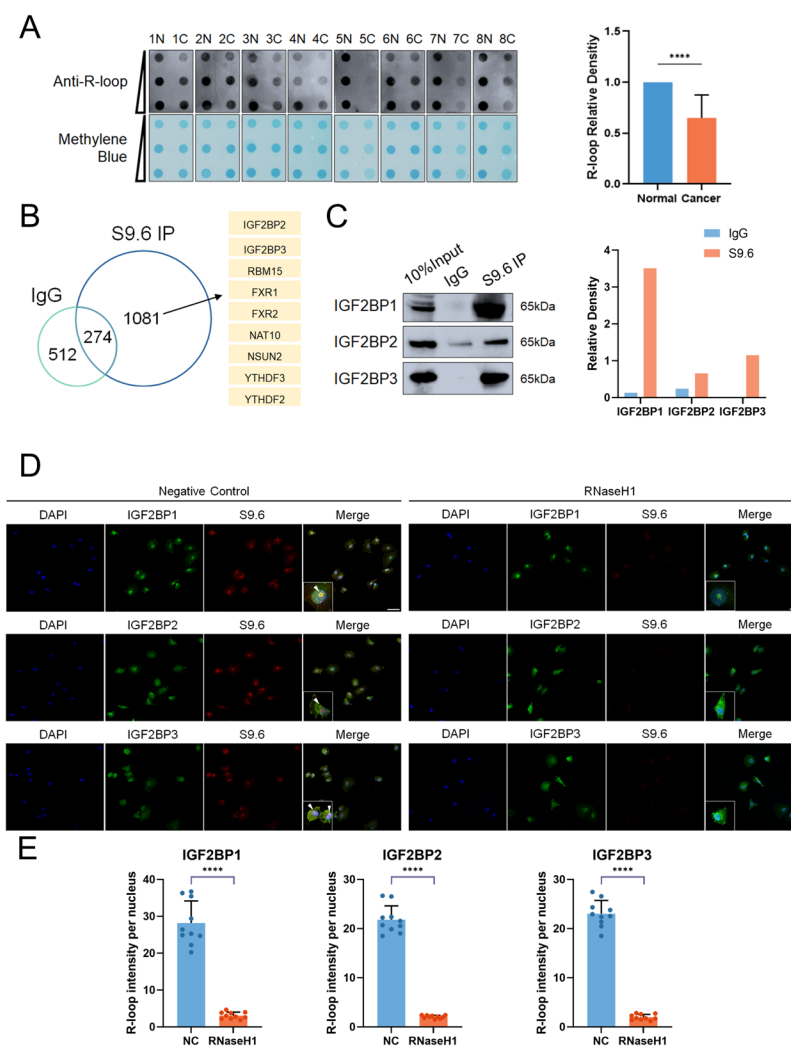 A
1N 1C 2N 2C 3N 3C 4N 4C 5N 5C 6N 6C 7N 7C 8N 8C
Anti-R-loop
Methylene
Blue
R-loop Relative Densitiy
1.5
1.0
0.5
0.0
****
Normal Cancer
B
S9.6 IP
IgG
512
274
1081
IGF2BP2
IGF2BP3
RBM15
FXR1
FXR2
NAT10
NSUN2
YTHDF3
YTHDF2
C
10%Input
IgG
S9.6 IP
IGF2BP1 65kDa
IGF2BP2 65kDa
IGF2BP3 65kDa
IgG
S9.6
Relative Density
4
3
2
1
0
IGF2BP1 IGF2BP2 IGF2BP3
D
Negative Control
RNaseH1
DAPI IGF2BP1 S9.6 Merge
DAPI IGF2BP1 S9.6 Merge
DAPI IGF2BP2 S9.6 Merge
DAPI IGF2BP2 S9.6 Merge
DAPI IGF2BP3 S9.6 Merge
DAPI IGF2BP3 S9.6 Merge
E
IGF2BP1
R-loop intensity per nucleus
40
30
20
10
0
****
NC RNaseH1
IGF2BP2
R-loop intensity per nucleus
30
20
10
0
****
NC RNaseH1
IGF2BP3
R-loop intensity per nucleus
30
20
10
0
****
NC RNaseH1